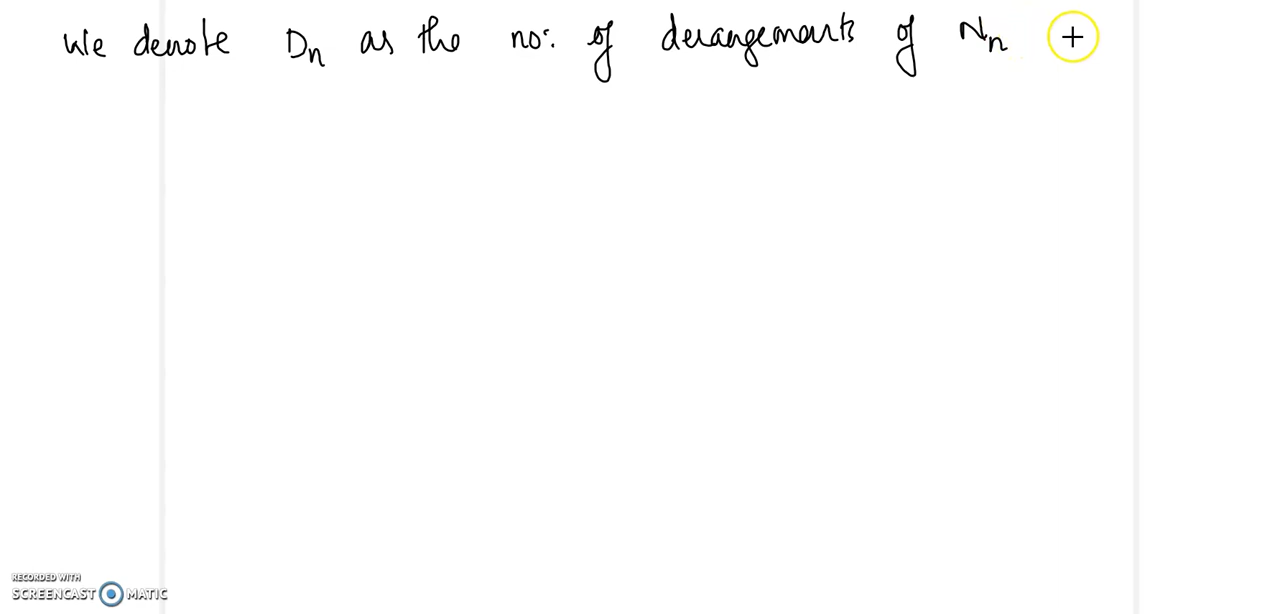 We denote Dn as the no. of derangements of Nn
RECORDED WITH
SCREENCAST MATIC